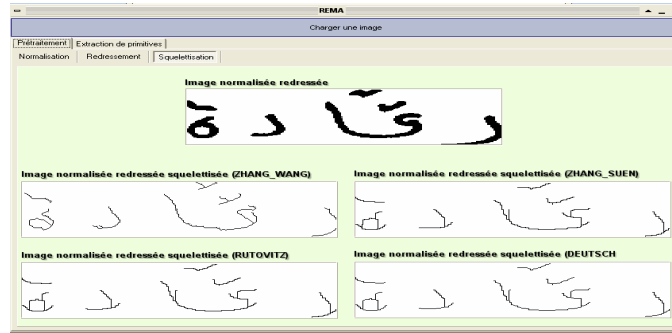 REMA
Charger une image
Prétraitement Extraction de primitives
Normalisation Redressement Squelettisation
Image normalisée redressée
Image normalisée redressée squelettisée (ZHANG_WANG) Image normalisée redressée squelettisée (ZHANG_SUEN)
Image normalisée redressée squelettisée (RUTOVITZ) Image normalisée redressée squelettisée (DEUTSCH